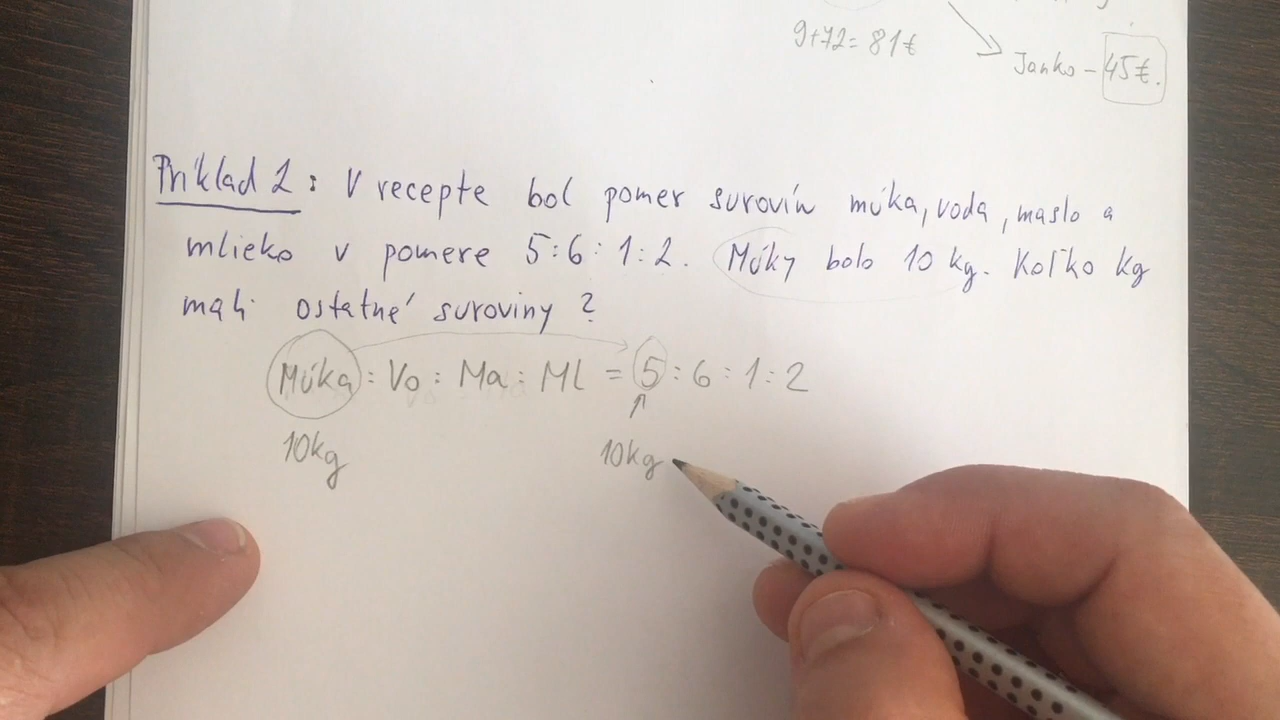 9+72= 81€
Janko - 45€.
Príklad 2: V recepte bol pomer surovín múka, voda, maslo a
mlieko v pomere 5:6:1:2. Múky bolo 10 kg. Koľko kg
mali ostatné suroviny?
Múka : Vo : Ma : Ml = 5 : 6 : 1 : 2
10kg 10kg